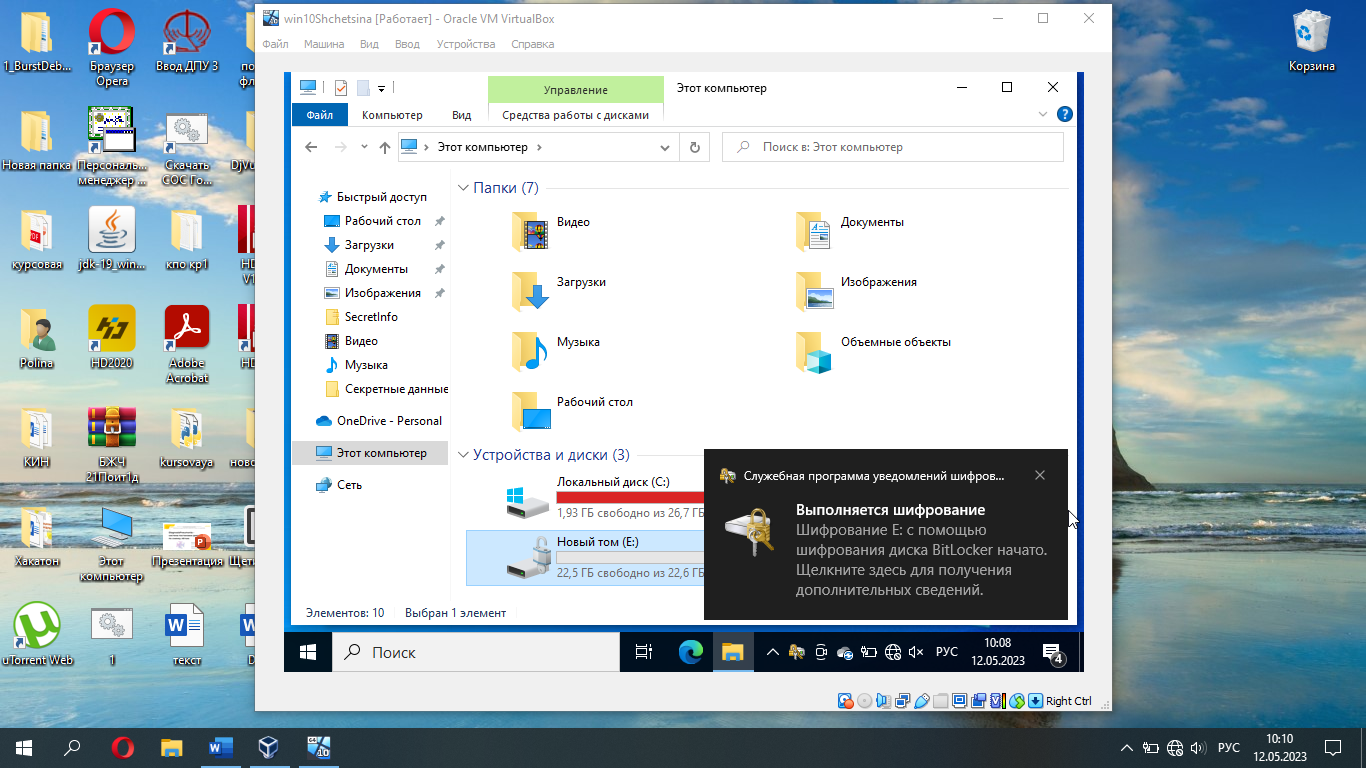 win10Shchetsina [Работает] - Oracle VM VirtualBox
Файл Машина Вид Ввод Устройства Справка
Управление
Этот компьютер
Файл Компьютер Вид Средства работы с дисками
Этот компьютер
Поиск в: Этот компьютер
Быстрый доступ
Рабочий стол
Загрузки
Документы
Изображения
SecretInfo
Видео
Музыка
Секретные данные
OneDrive - Personal
Этот компьютер
Сеть
Папки (7)
Видео
Документы
Загрузки
Изображения
Музыка
Объемные объекты
Рабочий стол
Устройства и диски (3)
Локальный диск (C:)
1,93 ГБ свободно из 26,7 ГБ
Новый том (E:)
22,5 ГБ свободно из 22,6 ГБ
Служебная программа уведомлений шифров...
Выполняется шифрование
Шифрование E: с помощью
шифрования диска BitLocker начато.
Щелкните здесь для получения
дополнительных сведений.
Элементов: 10 Выбран 1 элемент
Поиск
РУС
10:08
12.05.2023
4
Right Ctrl
1_BurstDeb...
Браузер
Opera
Ввод ДПУ 3
Новая папка
Персональ...
менеджер ...
Скачать
СОС Го...
курсовая
jdk-19_win...
кпо кр1
Polina
HD2020
Adobe
Acrobat
КИН
БЖЧ
21Поит1д
kursovaya
Хакатон
Этот
компьютер
Презентация
uTorrent Web
1
текст
Корзина
РУС
10:10
12.05.2023